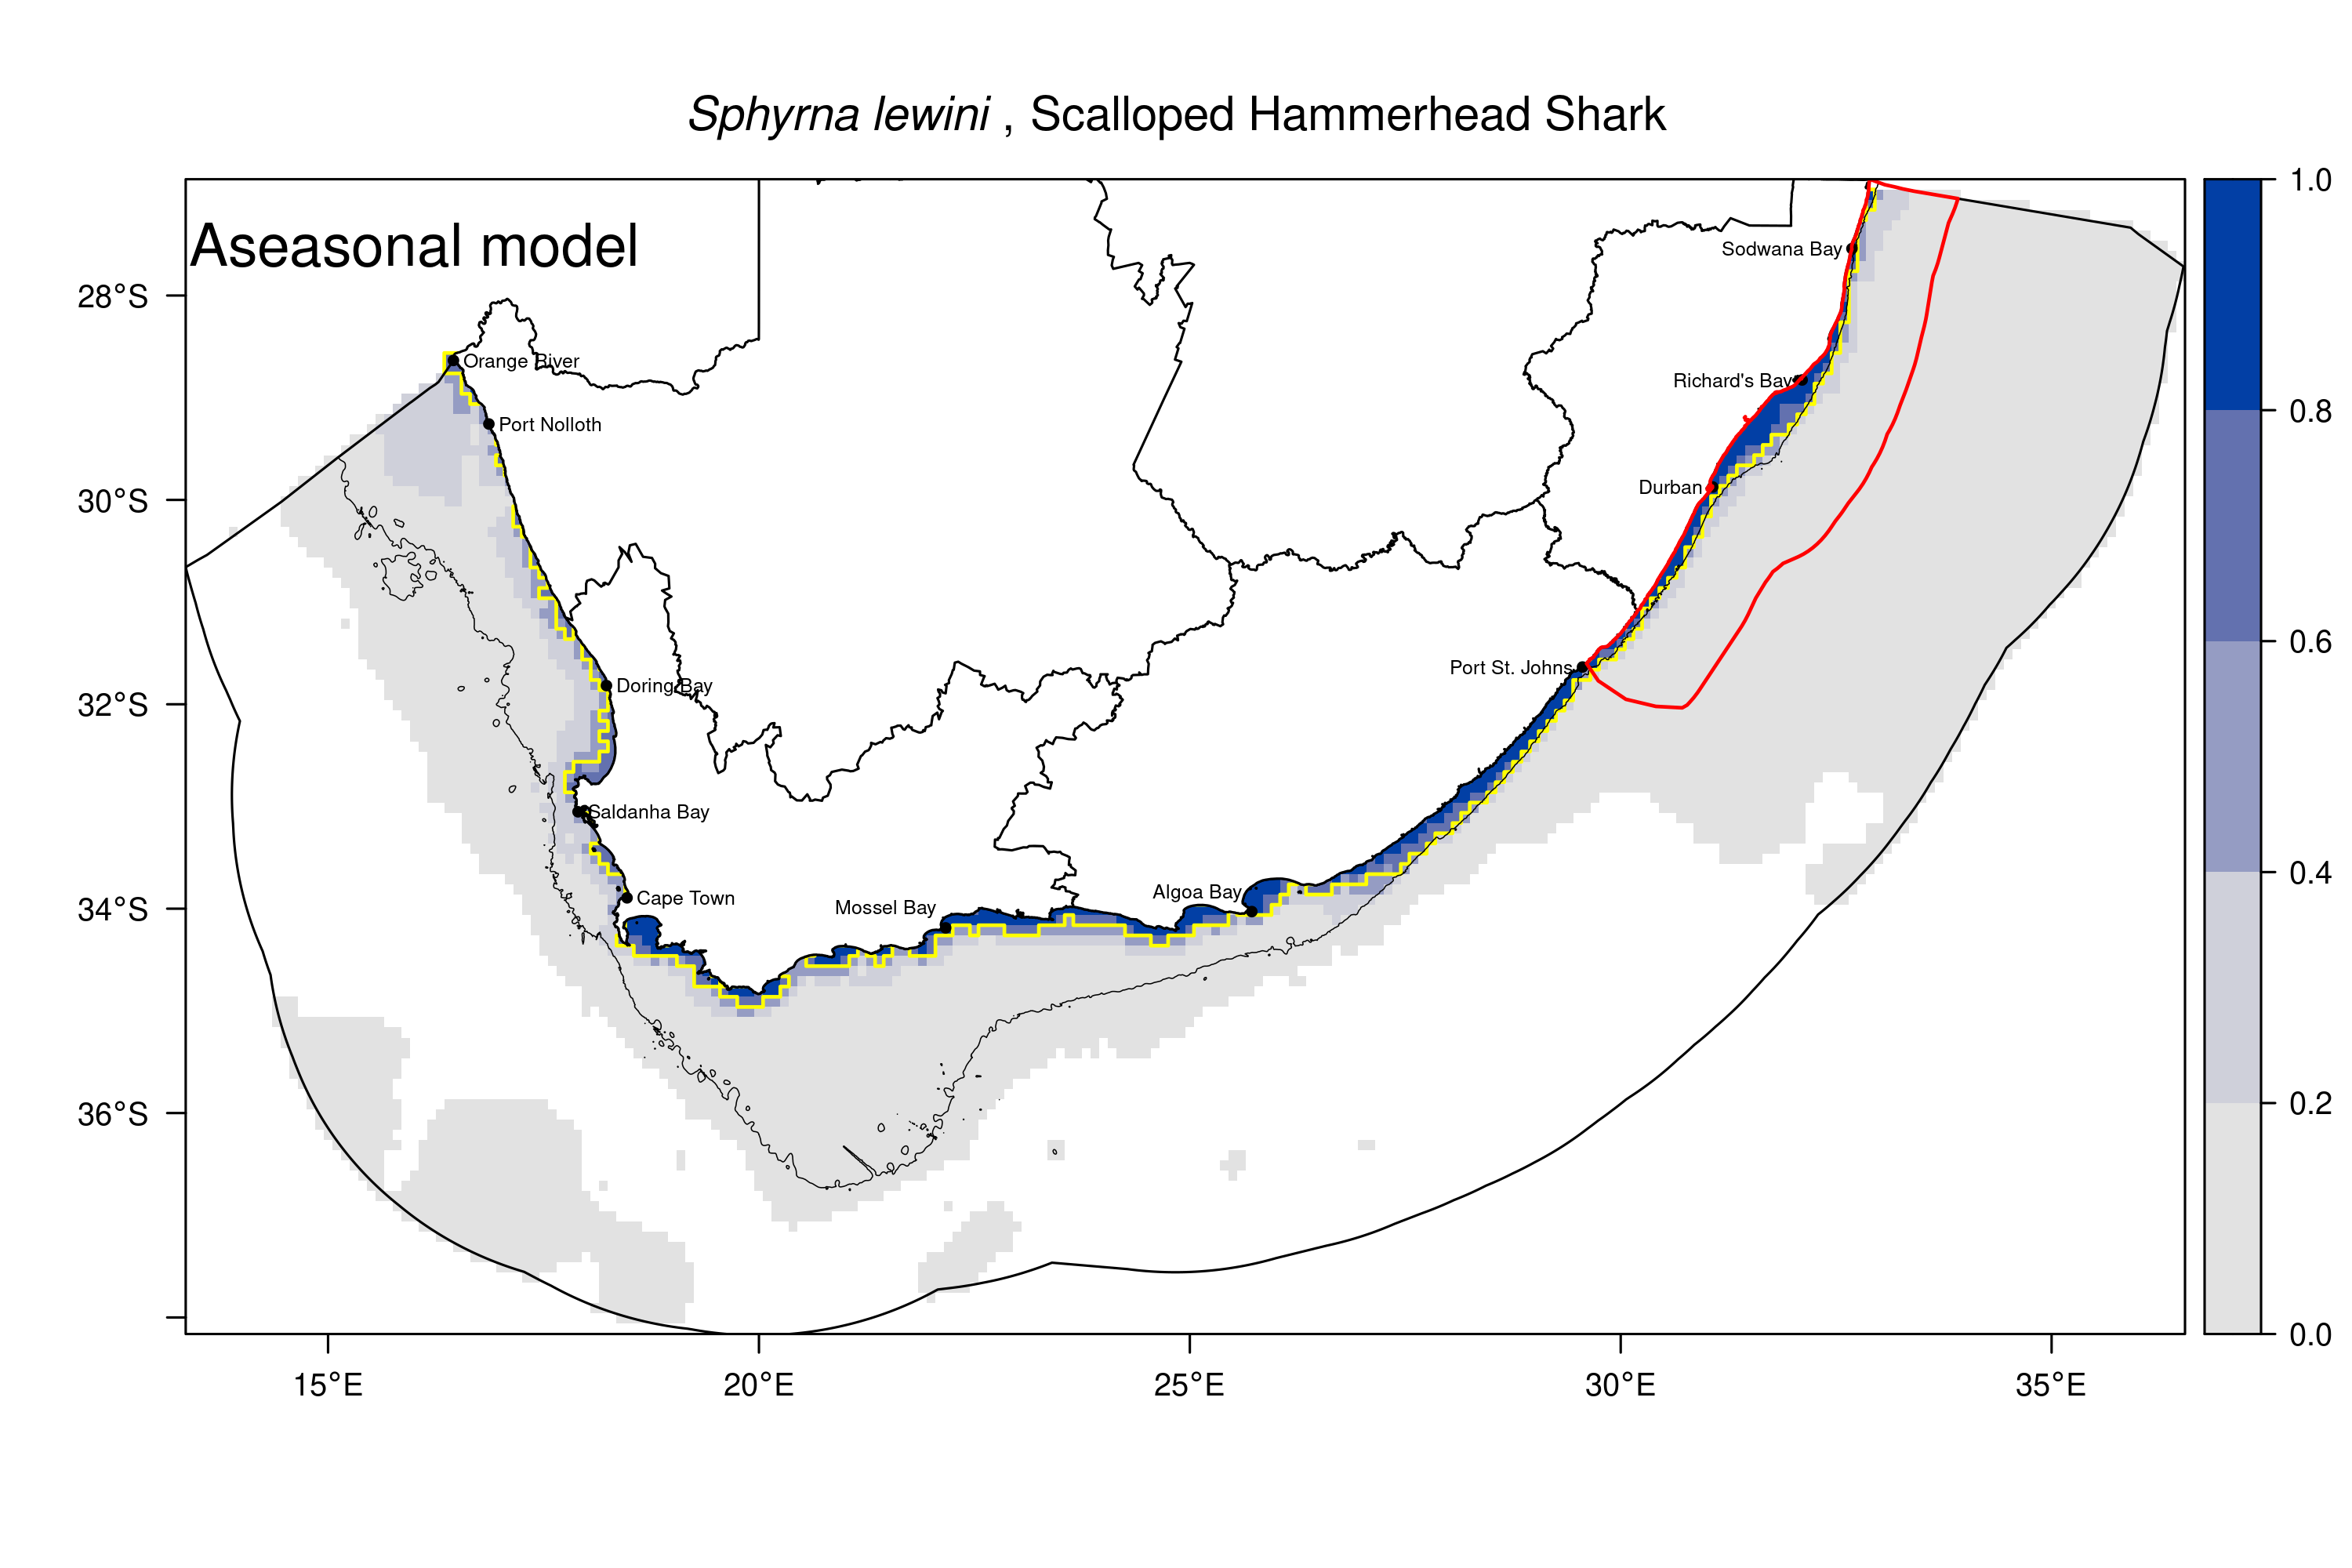 Sphyrna lewini , Scalloped Hammerhead Shark
Aseasonal model
1.0
0.8
0.6
0.4
0.2
0.0
28°S
30°S
32°S
34°S
36°S
15°E
20°E
25°E
30°E
35°E
Sodwana Bay
Orange River
Richard's Bay
Port Nolloth
Durban
Port St. Johns
Doring Bay
Saldanha Bay
Algoa Bay
Cape Town
Mossel Bay